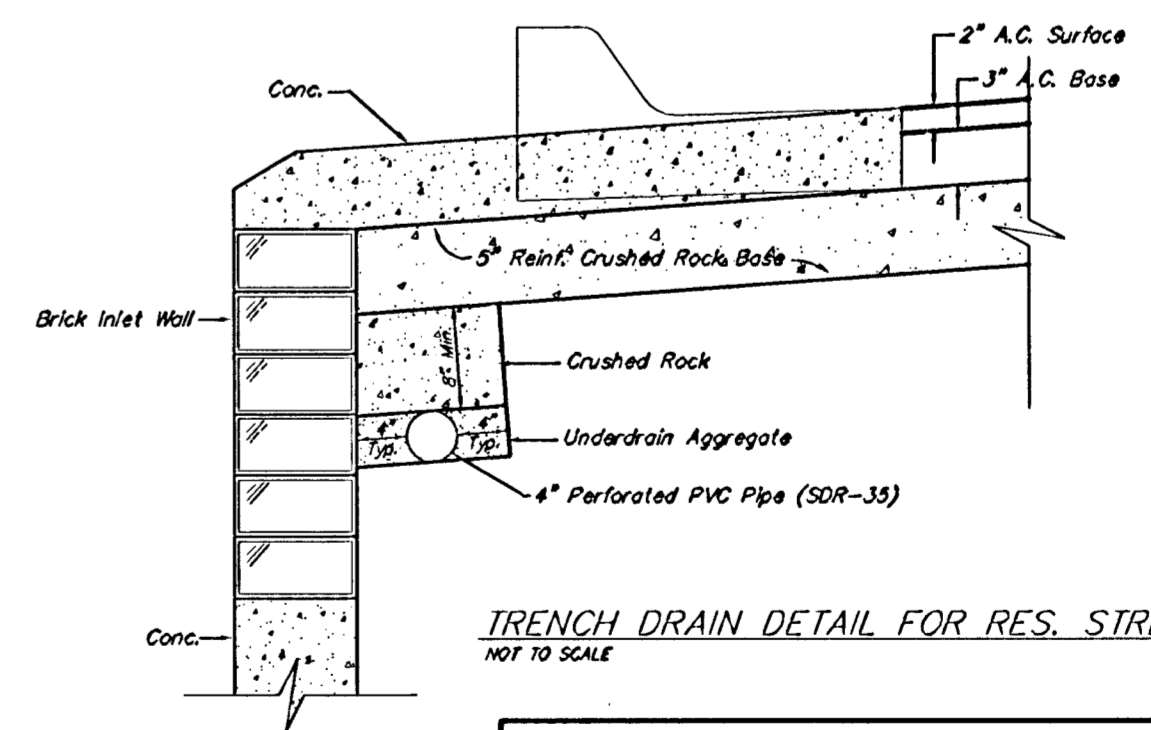 2" A.C. Surface
3" A.C. Base
Conc.
5" Reinf. Crushed Rock Base
Brick Inlet Wall
8" Min.
Crushed Rock
4" Typ.
4" Typ.
Underdrain Aggregate
4" Perforated PVC Pipe (SDR-35)
Conc.
TRENCH DRAIN DETAIL FOR RES. STR
NOT TO SCALE